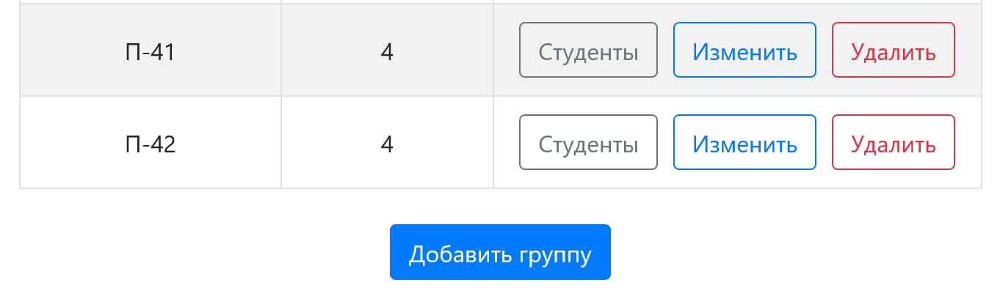 П-41 4 Студенты Изменить Удалить
П-42 4 Студенты Изменить Удалить
Добавить группу